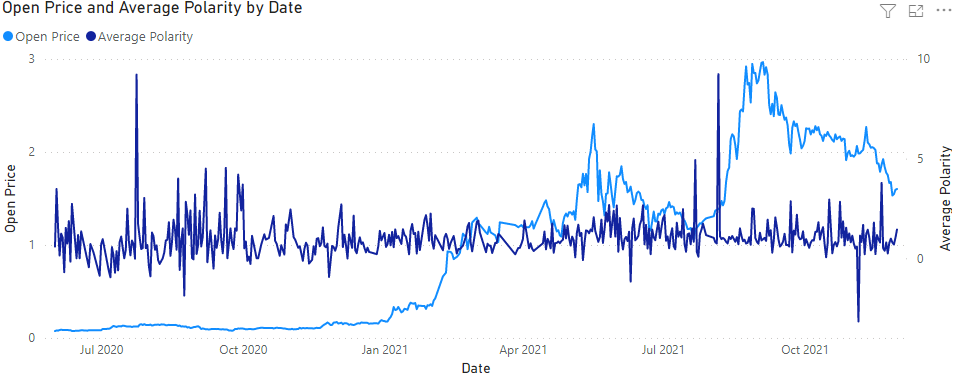 Open Price and Average Polarity by Date
Open Price Average Polarity
3 10
2 5
Open Price
Average Polarity
1 0
0
Jul 2020 Oct 2020 Jan 2021 Apr 2021 Jul 2021 Oct 2021
Date